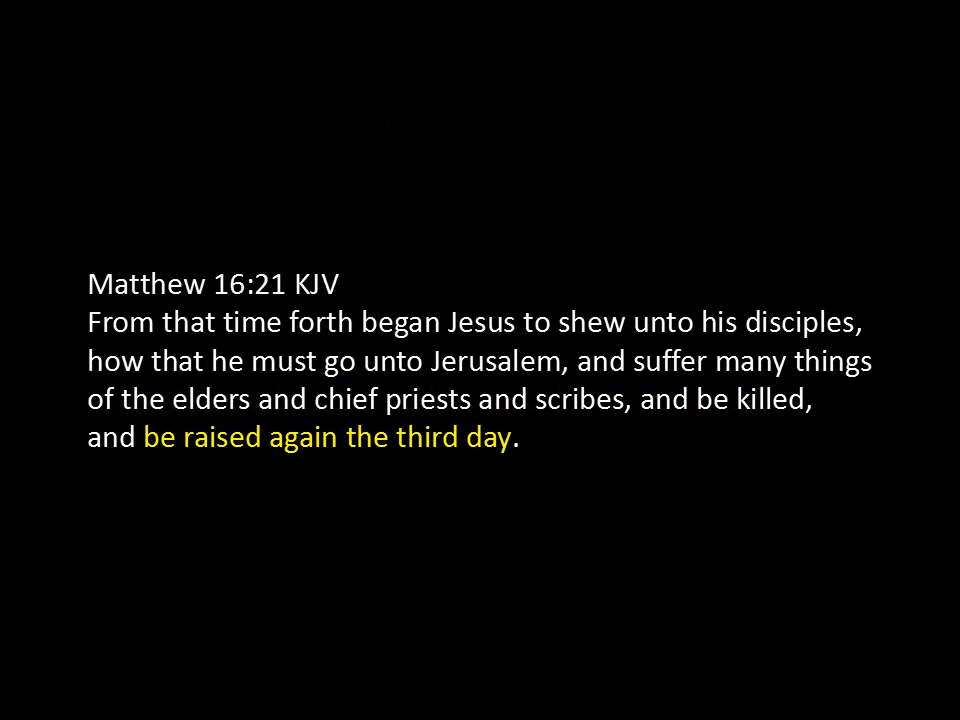 Matthew 16:21 KJV
From that time forth began Jesus to shew unto his disciples,
how that he must go unto Jerusalem, and suffer many things
of the elders and chief priests and scribes, and be killed,
and be raised again the third day.